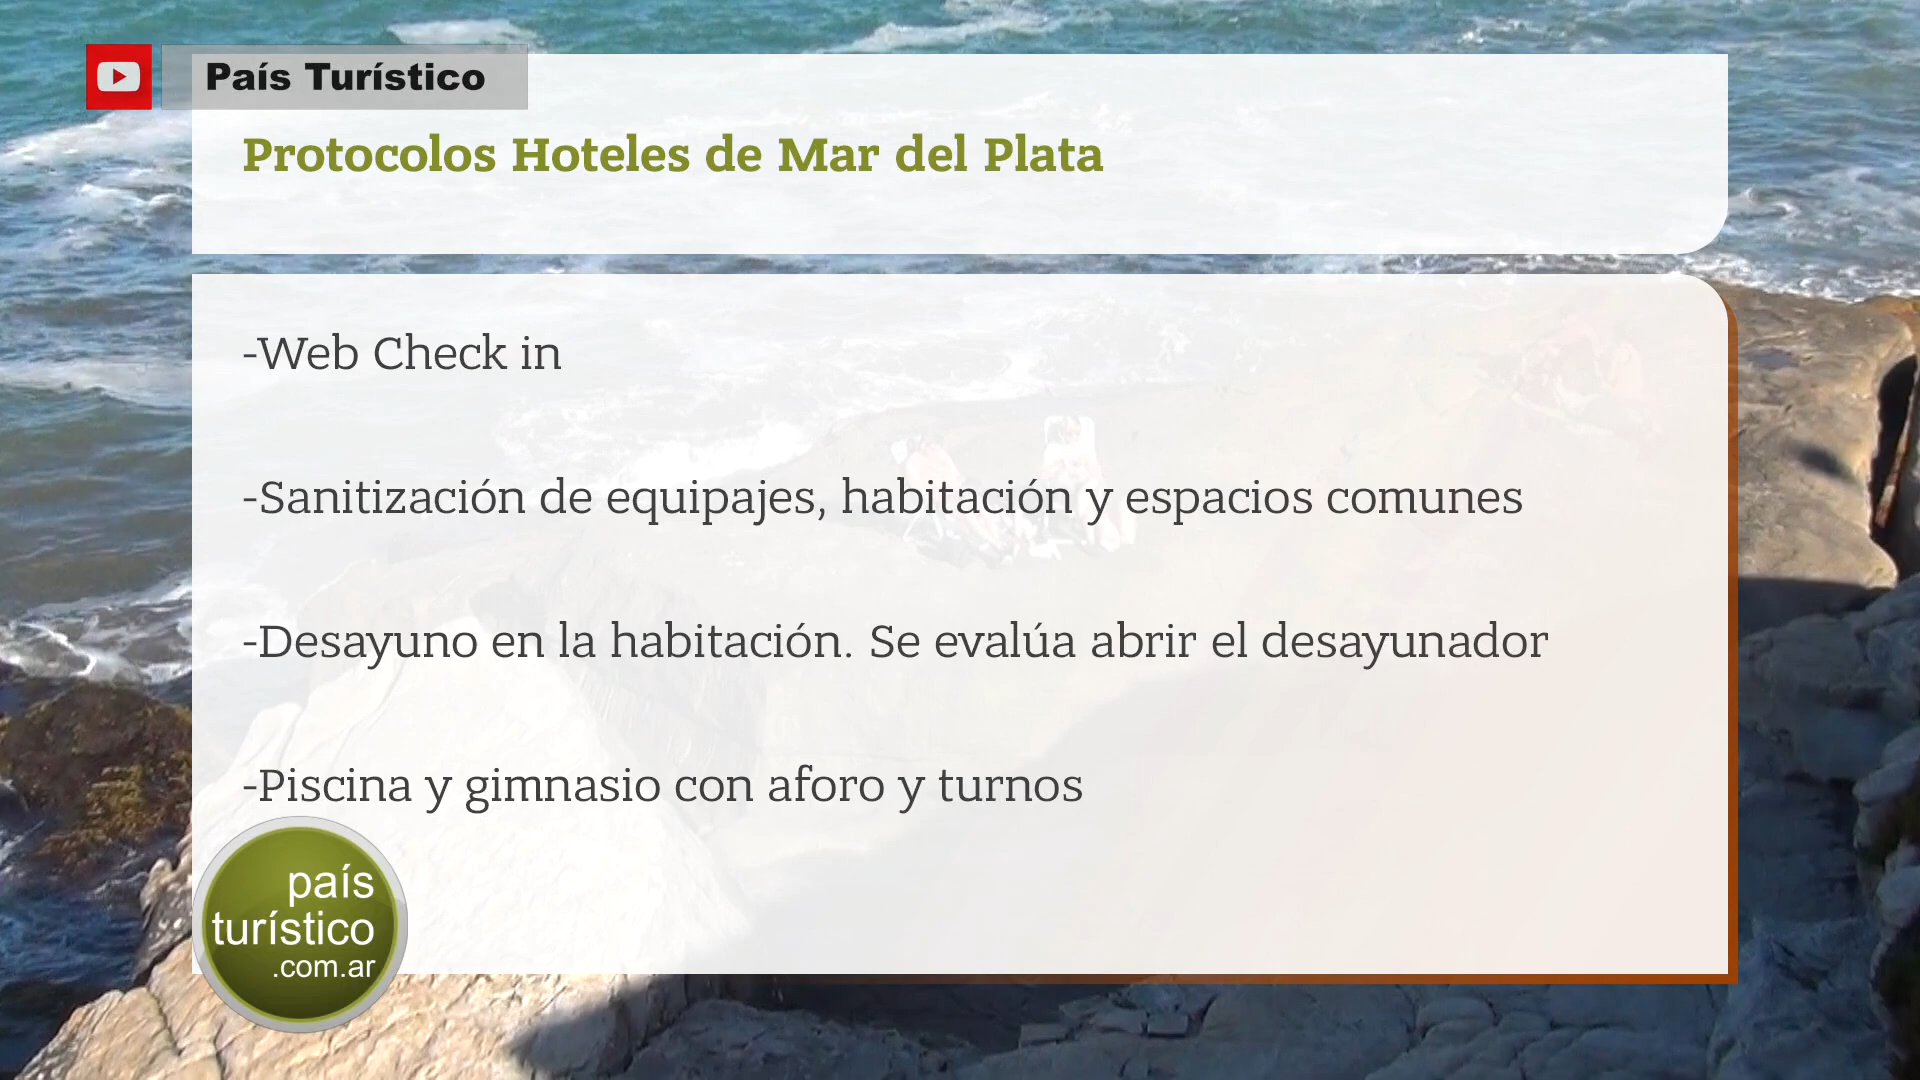 País Turístico
Protocolos Hoteles de Mar del Plata
-Web Check in
-Sanitización de equipajes, habitación y espacios comunes
-Desayuno en la habitación. Se evalúa abrir el desayunador
-Piscina y gimnasio con aforo y turnos
país
turístico
.com.ar